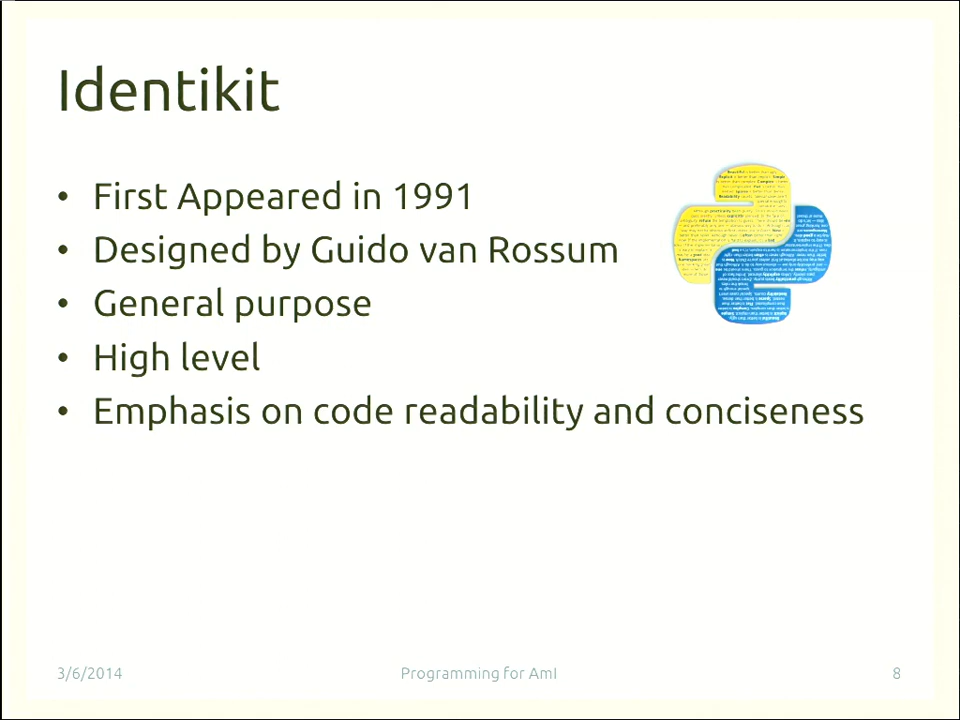 Identikit
• First Appeared in 1991
• Designed by Guido van Rossum
• General purpose
• High level
• Emphasis on code readability and conciseness
3/6/2014
Programming for AmI
8